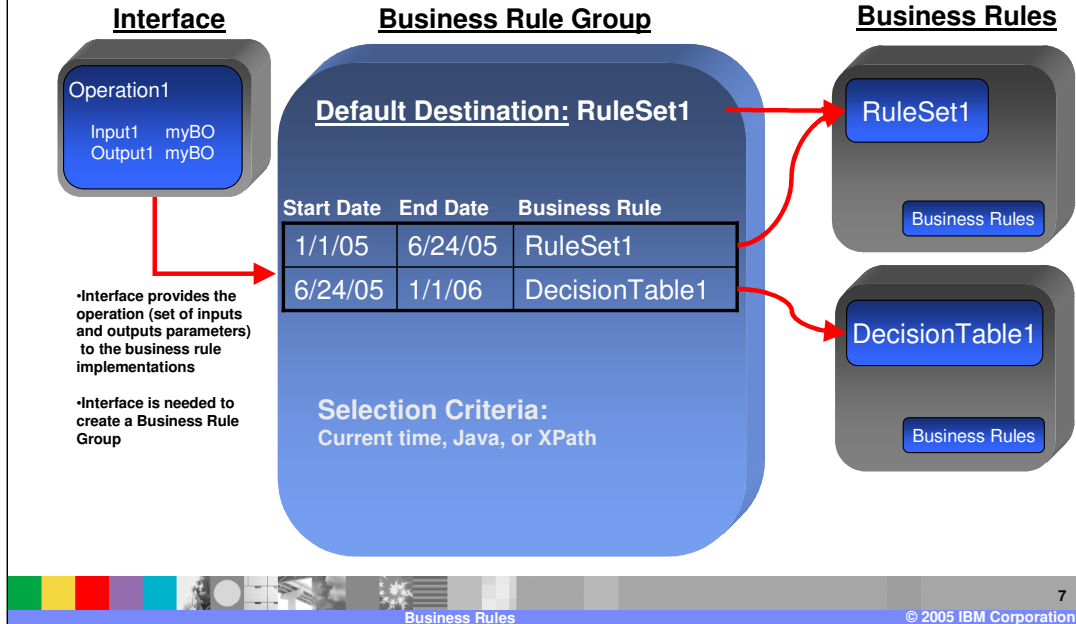 Interface
Business Rule Group
Business Rules
Operation1
Input1 myBO
Output1 myBO
•Interface provides the
operation (set of inputs
and outputs parameters)
to the business rule
implementations
•Interface is needed to
create a Business Rule
Group
Default Destination: RuleSet1
Start Date End Date Business Rule
1/1/05 6/24/05 RuleSet1
6/24/05 1/1/06 DecisionTable1
Selection Criteria:
Current time, Java, or XPath
RuleSet1
Business Rules
DecisionTable1
Business Rules
7
Business Rules
© 2005 IBM Corporation